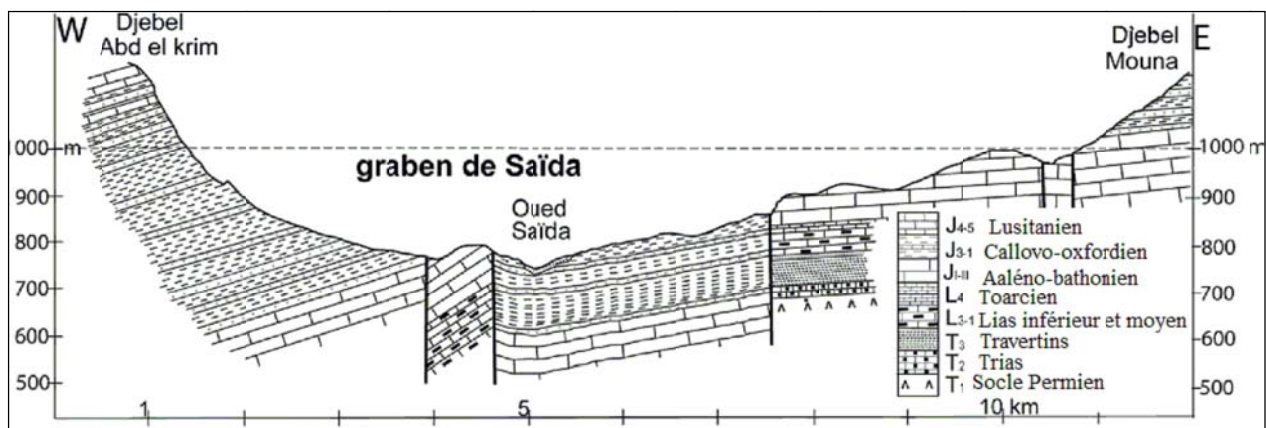 W
Djebel
Abd el krim
Djebel
Mouna
E
1000 m
900
800
700
600
500
graben de Saïda
Oued
Saïda
1000 m
900
800
700
600
500
J4-5 Lusitanien
J3-1 Callovo-oxfordien
JI-II Aaléno-bathonien
L4 Toarcien
L3-1 Lias inférieur et moyen
T3 Travertins
T2 Trias
T1 Socle Permien
1
5
10 km